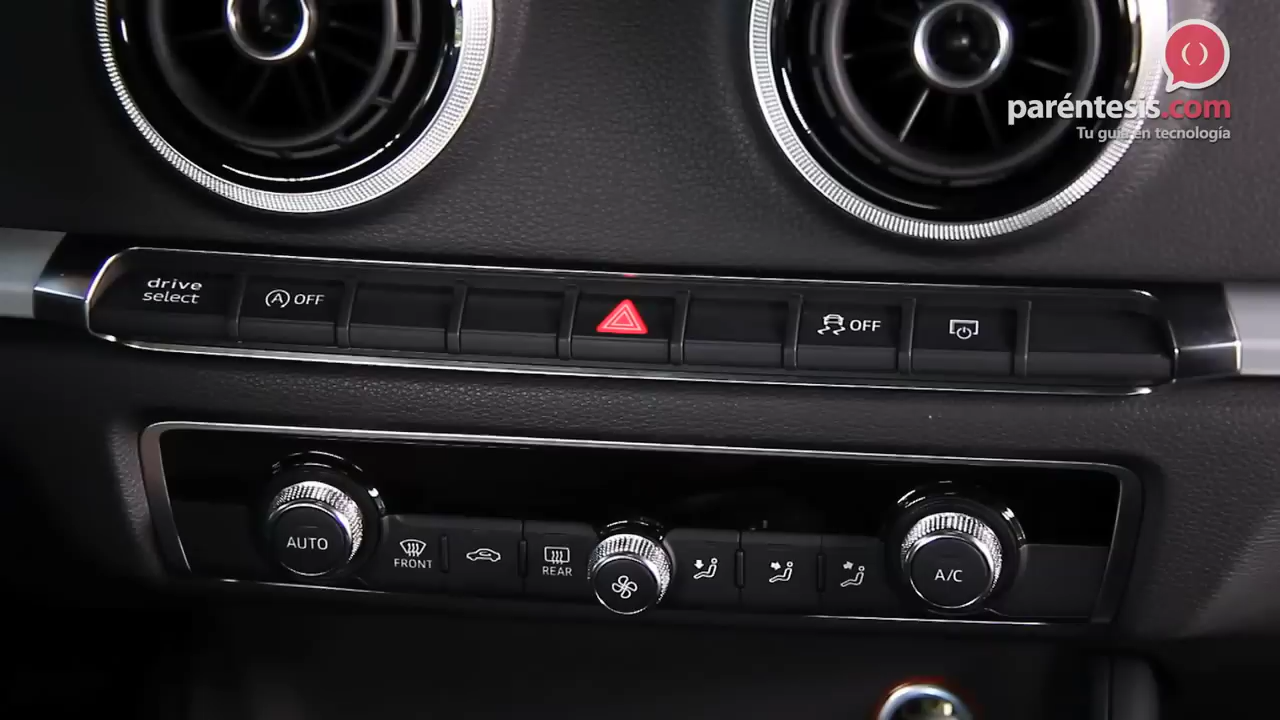 paréntesis.com
Tu guía en tecnología
drive
select
A OFF
OFF
AUTO
FRONT
REAR
A/C